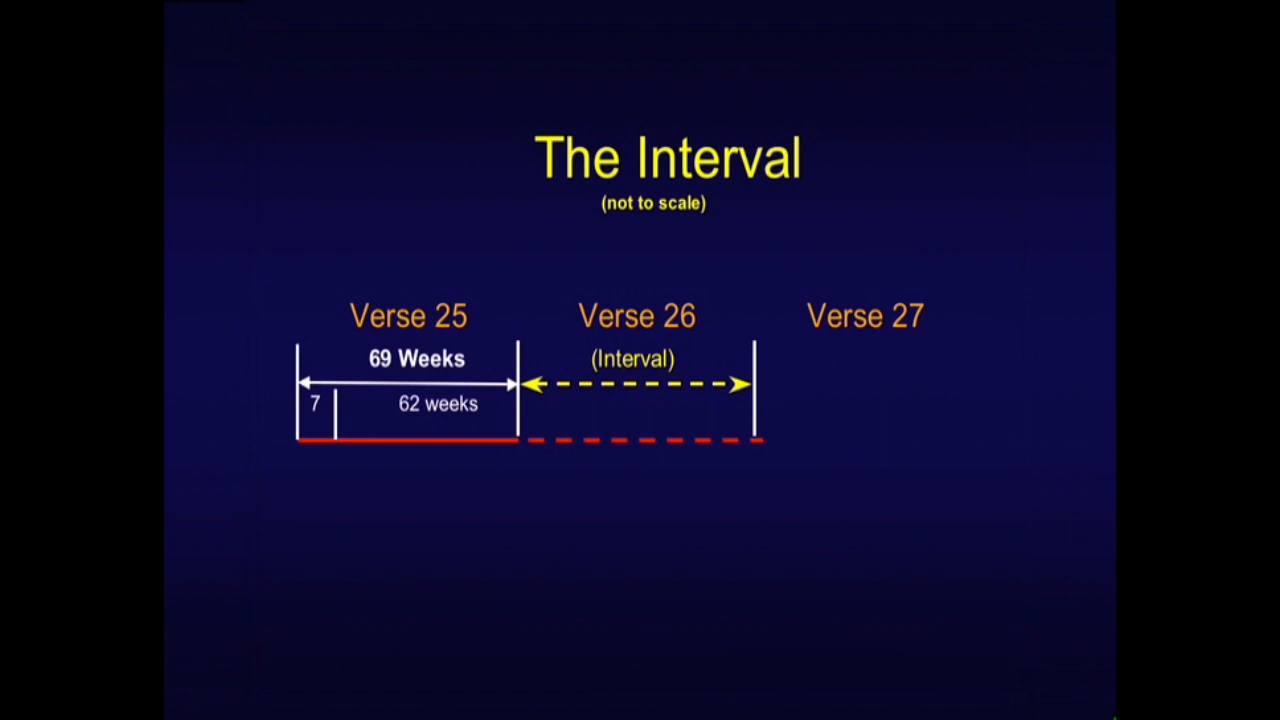 The Interval
(not to scale)
Verse 25 Verse 26 Verse 27
69 Weeks (Interval)
7 62 weeks